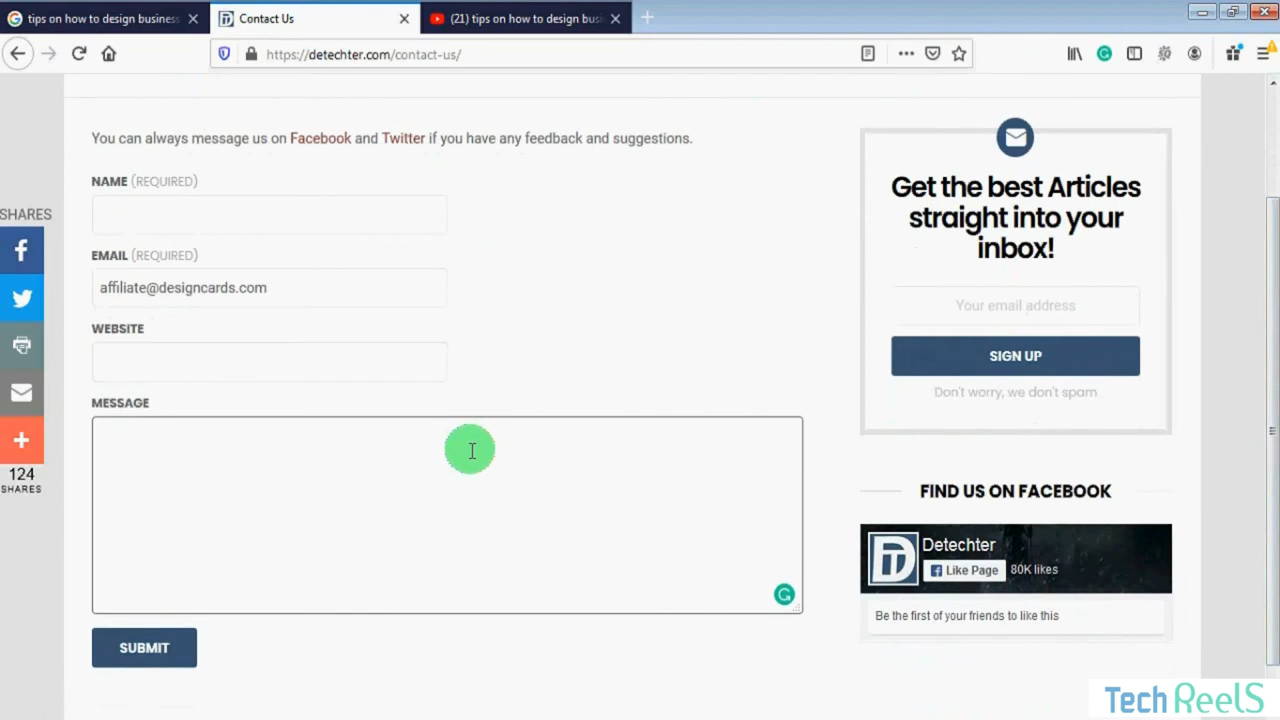 tips on how to design business
Contact Us
(21) tips on how to design busi
https://detechter.com/contact-us/
You can always message us on Facebook and Twitter if you have any feedback and suggestions.
NAME (REQUIRED)
EMAIL (REQUIRED)
affiliate@designcards.com
WEBSITE
MESSAGE
SUBMIT
SHARES
124
SHARES
Get the best Articles
straight into your
inbox!
Your email address
SIGN UP
Don't worry, we don't spam
FIND US ON FACEBOOK
Detechter
Like Page
80K likes
Be the first of your friends to like this
Tech ReelS